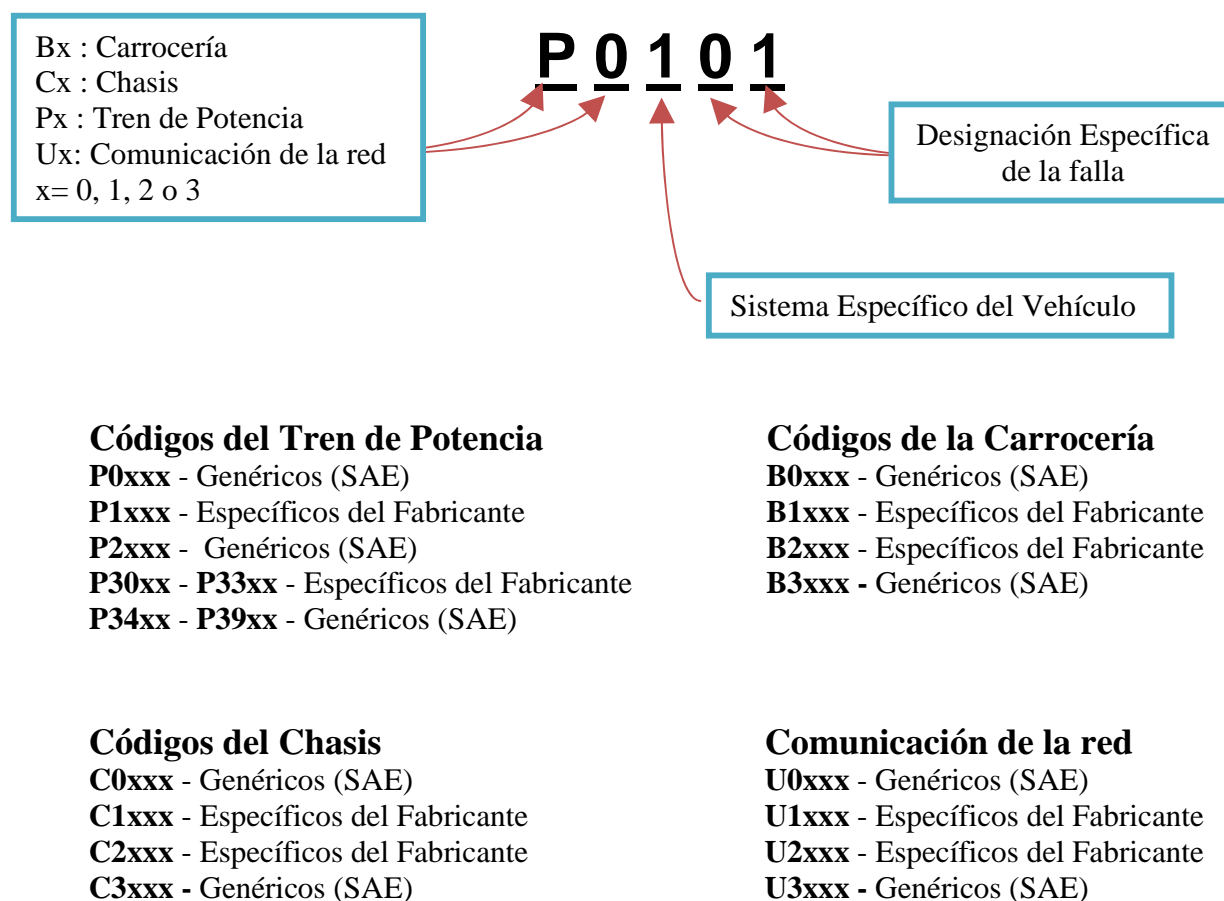 Bx : Carrocería
Cx : Chasis
Px : Tren de Potencia
Ux: Comunicación de la red
x= 0, 1, 2 o 3
P 0 1 0 1
Designación Específica
de la falla
Sistema Específico del Vehículo
Códigos del Tren de Potencia
P0xxx - Genéricos (SAE)
P1xxx - Específicos del Fabricante
P2xxx - Genéricos (SAE)
P30xx - P33xx - Específicos del Fabricante
P34xx - P39xx - Genéricos (SAE)
Códigos de la Carrocería
B0xxx - Genéricos (SAE)
B1xxx - Específicos del Fabricante
B2xxx - Específicos del Fabricante
B3xxx - Genéricos (SAE)
Códigos del Chasis
C0xxx - Genéricos (SAE)
C1xxx - Específicos del Fabricante
C2xxx - Específicos del Fabricante
C3xxx - Genéricos (SAE)
Comunicación de la red
U0xxx - Genéricos (SAE)
U1xxx - Específicos del Fabricante
U2xxx - Específicos del Fabricante
U3xxx - Genéricos (SAE)